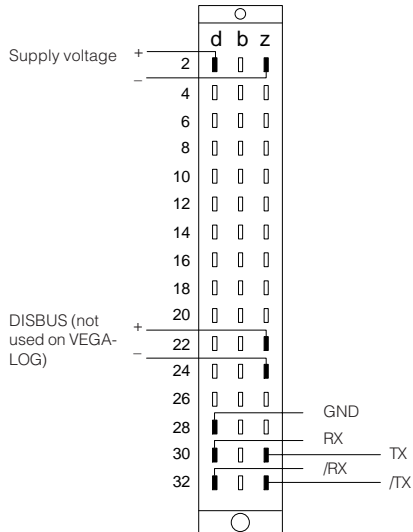 d b z
Supply voltage +
–
2
4
6
8
10
12
14
16
18
20
DISBUS (not
used on VEGA-
LOG)
+
–
22
24
26
28 GND
30 RX TX
32 /RX /TX